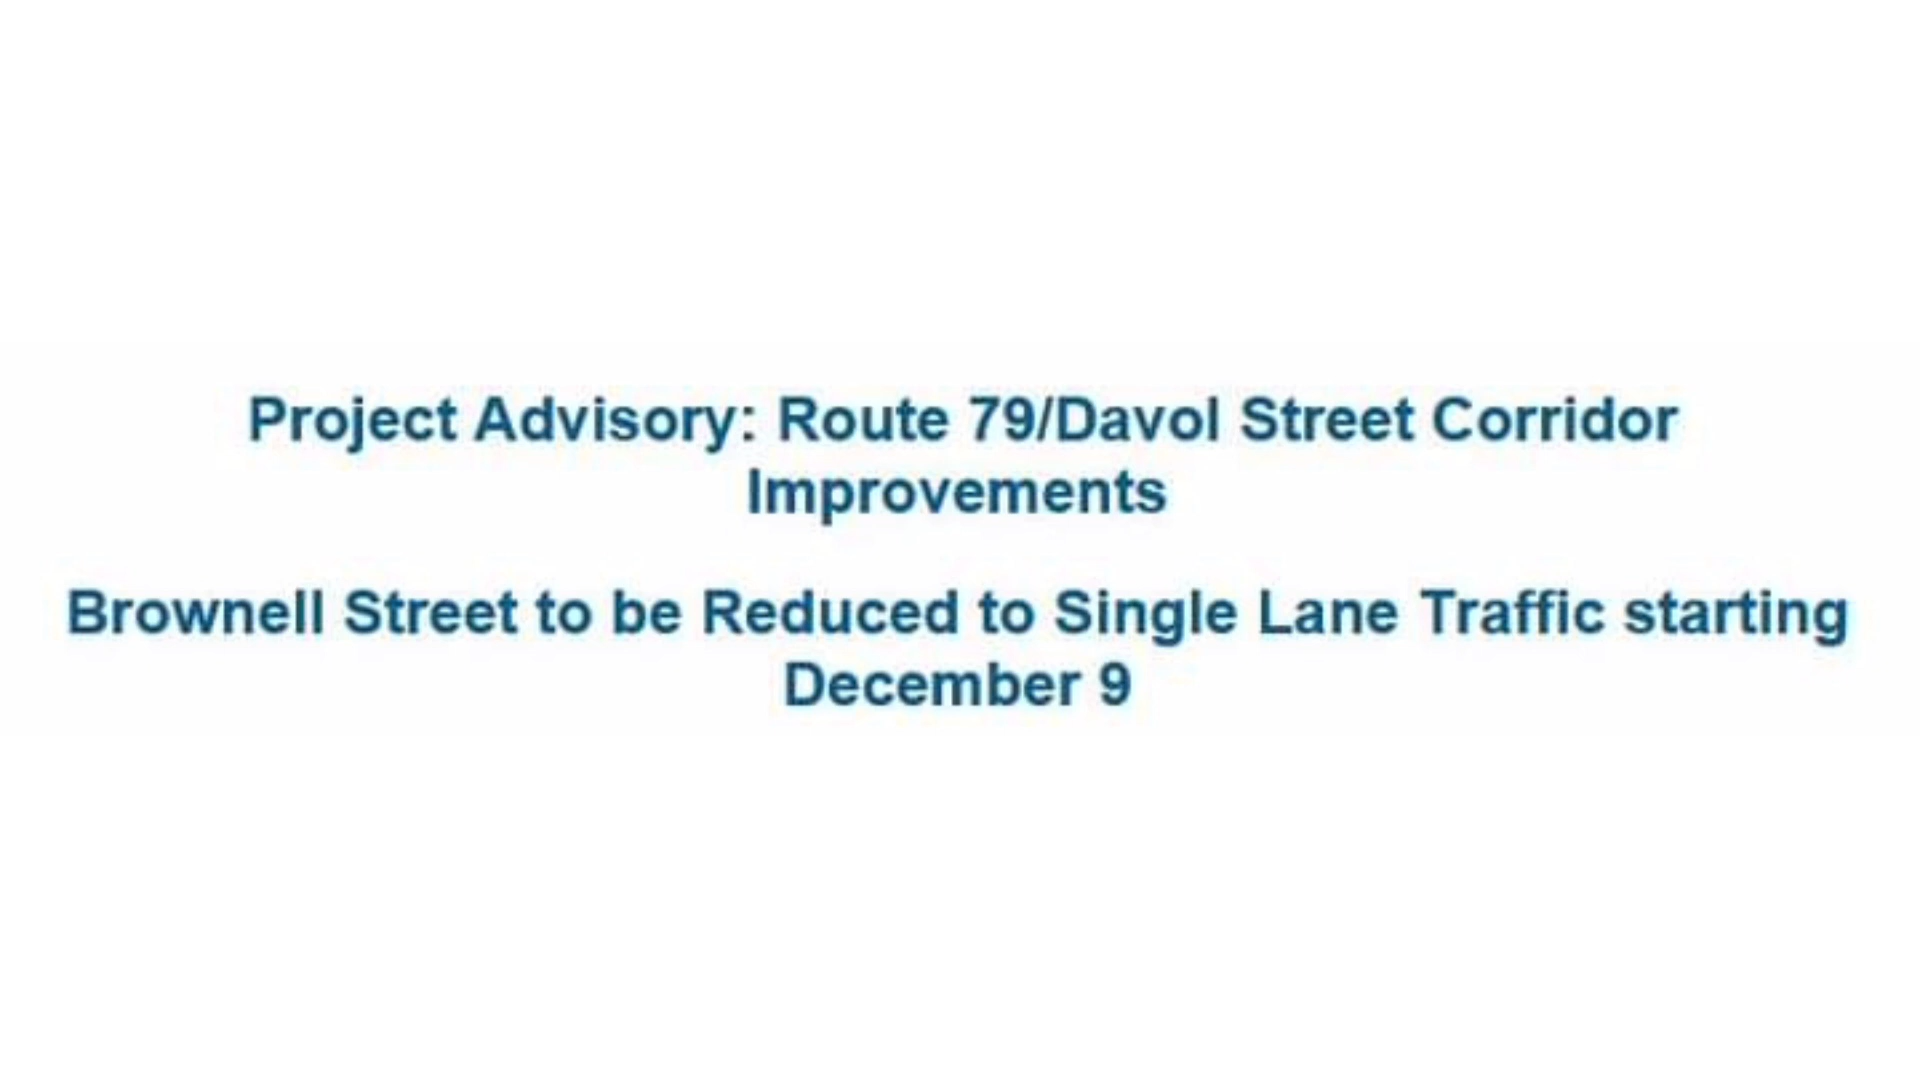 Project Advisory: Route 79/Davol Street Corridor
Improvements
Brownell Street to be Reduced to Single Lane Traffic starting
December 9